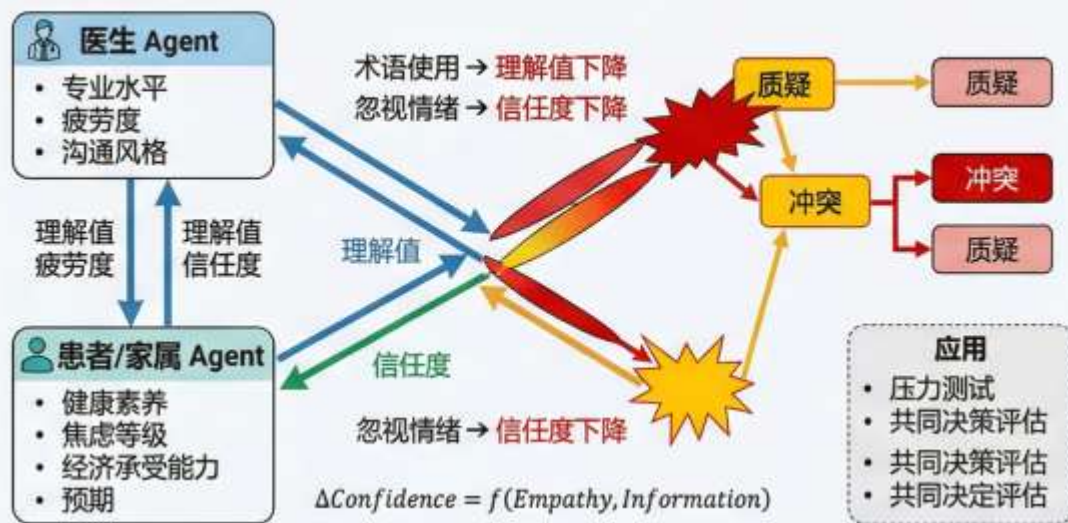 医生 Agent
• 专业水平
• 疲劳度
• 沟通风格
理解值
疲劳度
理解值
信任度
患者/家属 Agent
• 健康素养
• 焦虑等级
• 经济承受能力
• 预期
术语使用 → 理解值下降
忽视情绪 → 信任度下降
理解值
信任度
忽视情绪 → 信任度下降
ΔConfidence = f(Empathy, Information)
质疑
质疑
冲突
冲突
质疑
应用
• 压力测试
• 共同决策评估
• 共同决策评估
• 共同决定评估